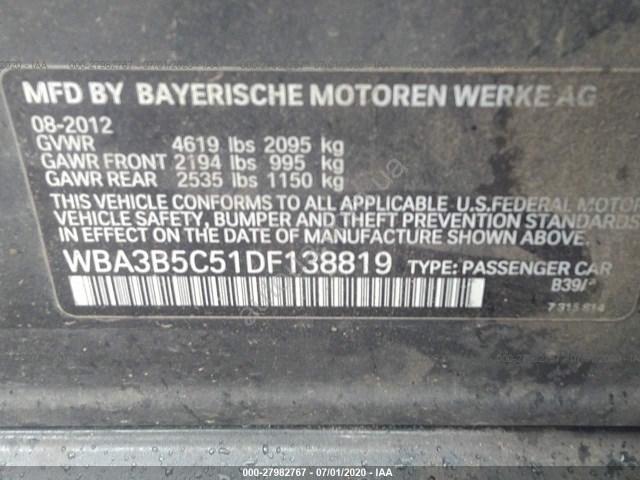 MFD BY BAYERISCHE MOTOREN WERKE AG
08-2012
GVWR 4619 lbs 2095 kg
GAWR FRONT 2194 lbs 995 kg
GAWR REAR 2535 lbs 1150 kg
THIS VEHICLE CONFORMS TO ALL APPLICABLE U.S.FEDERAL MOTOR
VEHICLE SAFETY, BUMPER AND THEFT PREVENTION STANDARDS
IN EFFECT ON THE DATE OF MANUFACTURE SHOWN ABOVE.
WBA3B5C51DF138819 TYPE: PASSENGER CAR
B39/
7 315 814
000-27982767 · 07/01/2020 · IAA